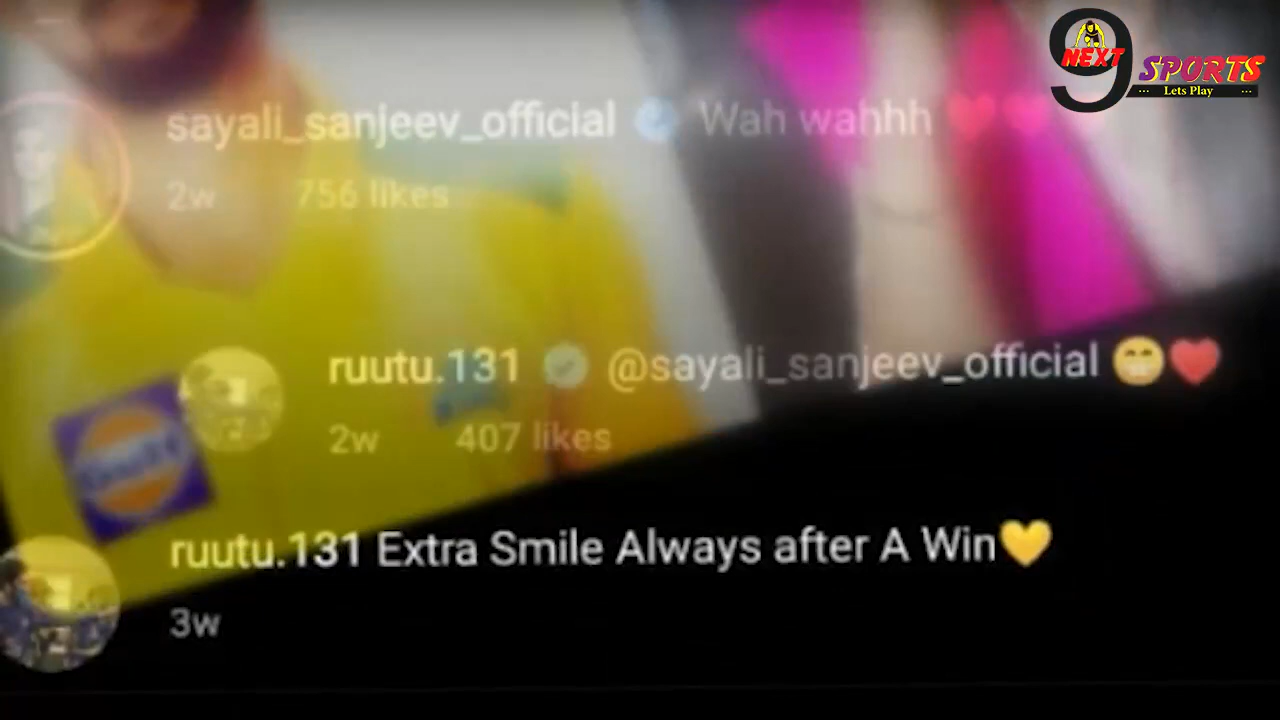 9
NEXT
SPORTS
Lets Play
sayali_sanjeev_official Wah wahhh ❤️❤️
2w 756 likes
ruutu.131 @sayali_sanjeev_official 😁❤️
2w 407 likes
ruutu.131 Extra Smile Always after A Win💛
3w